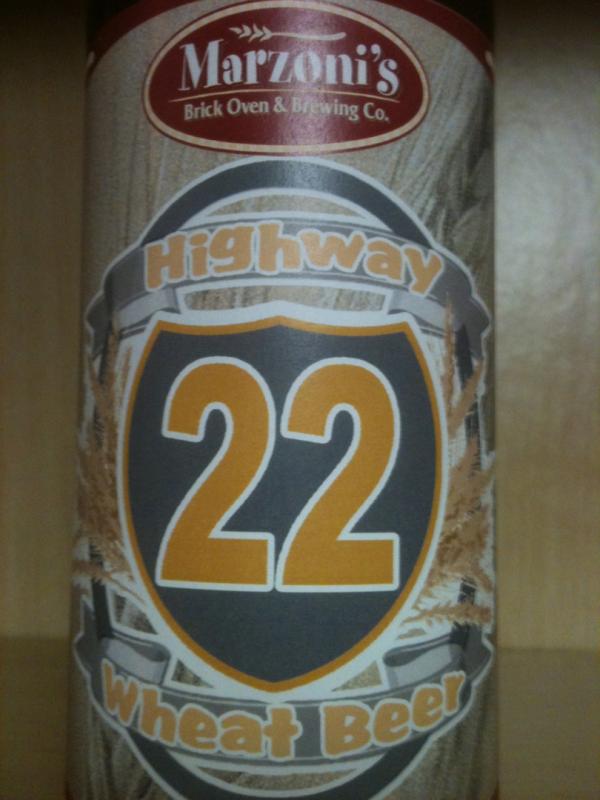 Marzoni's
Brick Oven & Brewing Co.
Highway
22
Wheat Beer